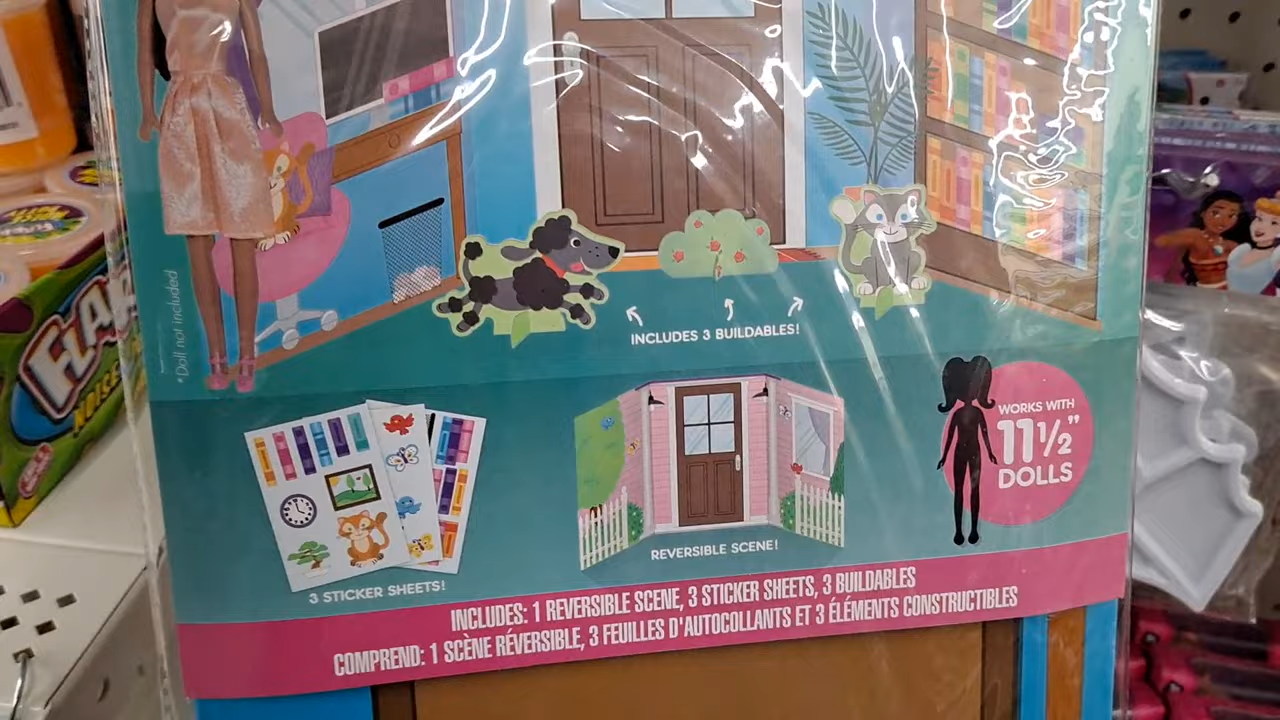 *Doll not included
INCLUDES 3 BUILDABLES!
WORKS WITH
11½"
DOLLS
REVERSIBLE SCENE!
3 STICKER SHEETS!
INCLUDES: 1 REVERSIBLE SCENE, 3 STICKER SHEETS, 3 BUILDABLES
COMPREND: 1 SCÈNE RÉVERSIBLE, 3 FEUILLES D'AUTOCOLLANTS ET 3 ÉLÉMENTS CONSTRUCTIBLES